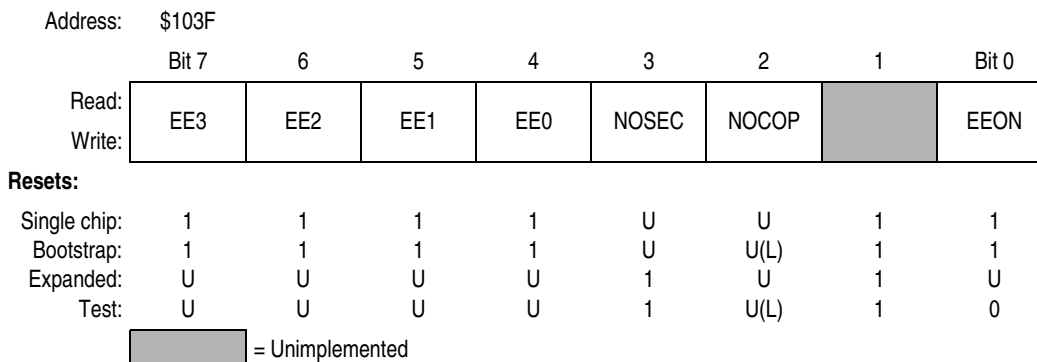 Address: $103F
Bit 7 6 5 4 3 2 1 Bit 0
Read:
EE3 EE2 EE1 EE0 NOSEC NOCOP EEON
Write:
Resets:
Single chip: 1 1 1 1 U U 1 1
Bootstrap: 1 1 1 1 U U(L) 1 1
Expanded: U U U U 1 U 1 U
Test: U U U U 1 U(L) 1 0
= Unimplemented